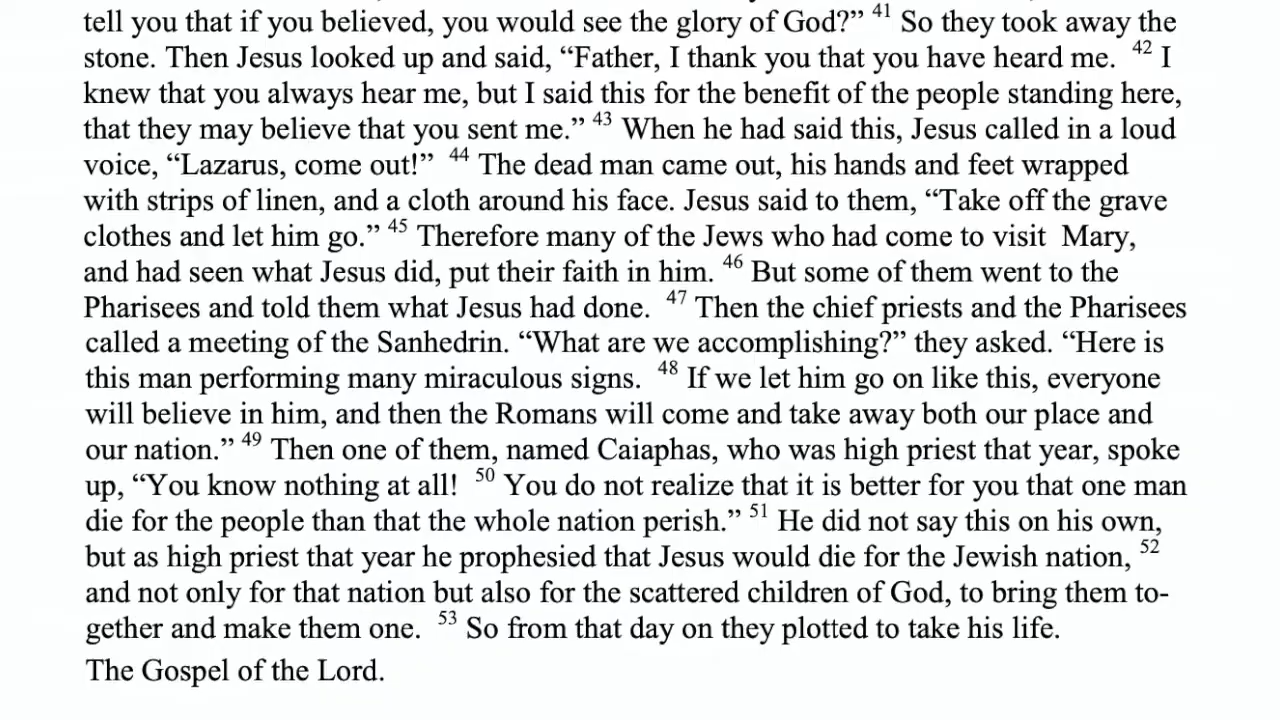 tell you that if you believed, you would see the glory of God?” 41 So they took away the
stone. Then Jesus looked up and said, “Father, I thank you that you have heard me. 42 I
knew that you always hear me, but I said this for the benefit of the people standing here,
that they may believe that you sent me.” 43 When he had said this, Jesus called in a loud
voice, “Lazarus, come out!” 44 The dead man came out, his hands and feet wrapped
with strips of linen, and a cloth around his face. Jesus said to them, “Take off the grave
clothes and let him go.” 45 Therefore many of the Jews who had come to visit Mary,
and had seen what Jesus did, put their faith in him. 46 But some of them went to the
Pharisees and told them what Jesus had done. 47 Then the chief priests and the Pharisees
called a meeting of the Sanhedrin. “What are we accomplishing?” they asked. “Here is
this man performing many miraculous signs. 48 If we let him go on like this, everyone
will believe in him, and then the Romans will come and take away both our place and
our nation.” 49 Then one of them, named Caiaphas, who was high priest that year, spoke
up, “You know nothing at all! 50 You do not realize that it is better for you that one man
die for the people than that the whole nation perish.” 51 He did not say this on his own,
but as high priest that year he prophesied that Jesus would die for the Jewish nation, 52
and not only for that nation but also for the scattered children of God, to bring them to-
gether and make them one. 53 So from that day on they plotted to take his life.
The Gospel of the Lord.